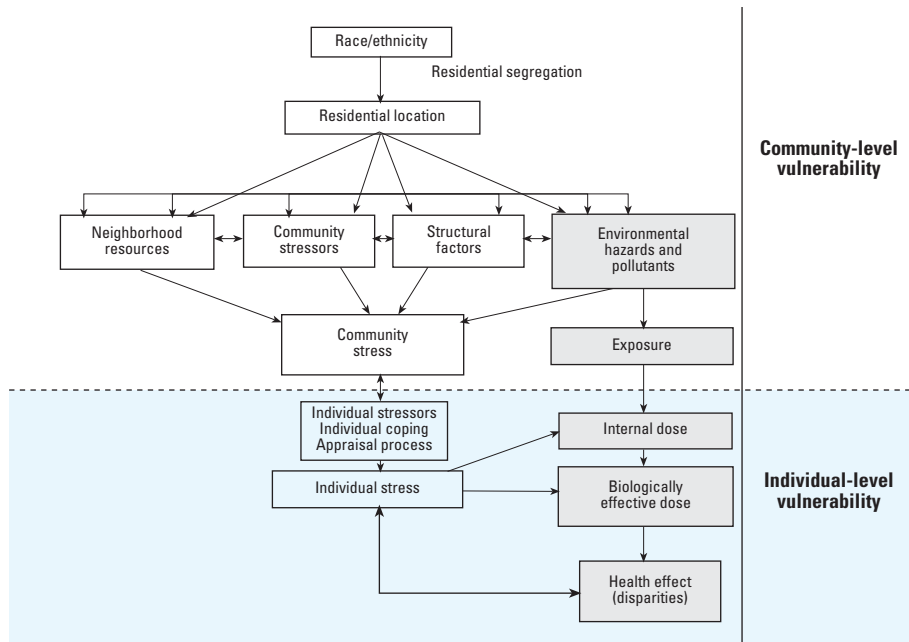 Race/ethnicity
Residential segregation
Residential location
Community-level
vulnerability
Neighborhood
resources
Community
stressors
Structural
factors
Environmental
hazards and
pollutants
Community
stress
Exposure
Individual stressors
Individual coping
Appraisal process
Internal dose
Individual stress
Biologically
effective dose
Individual-level
vulnerability
Health effect
(disparities)